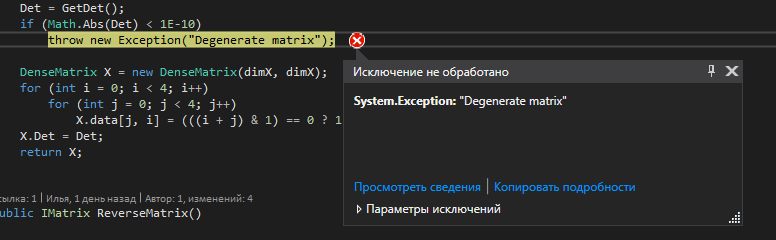 Det = GetDet();
if (Math.Abs(Det) < 1E-10)
throw new Exception("Degenerate matrix");
DenseMatrix X = new DenseMatrix(dimX, dimX);
for (int i = 0; i < 4; i++)
for (int j = 0; j < 4; j++)
X.data[j, i] = (((i + j) & 1) == 0 ? 1
X.Det = Det;
return X;
сылка: 1 | Илья, 1 день назад | Автор: 1, изменений: 4
ublic IMatrix ReverseMatrix()
Исключение не обработано
System.Exception: "Degenerate matrix"
Просмотреть сведения | Копировать подробности
Параметры исключений